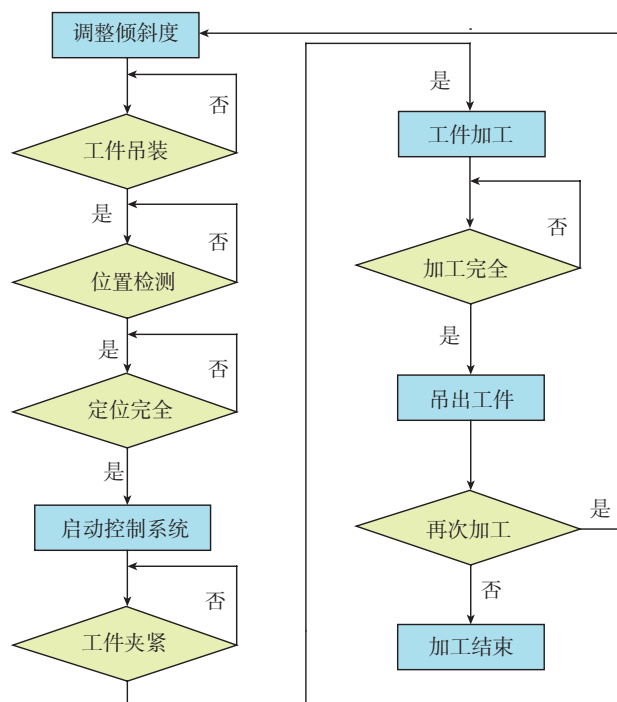 调整倾斜度
否
工件吊装
是
否
位置检测
是
否
定位完全
是
启动控制系统
否
工件夹紧
是
工件加工
否
加工完全
是
吊出工件
是
再次加工
否
加工结束